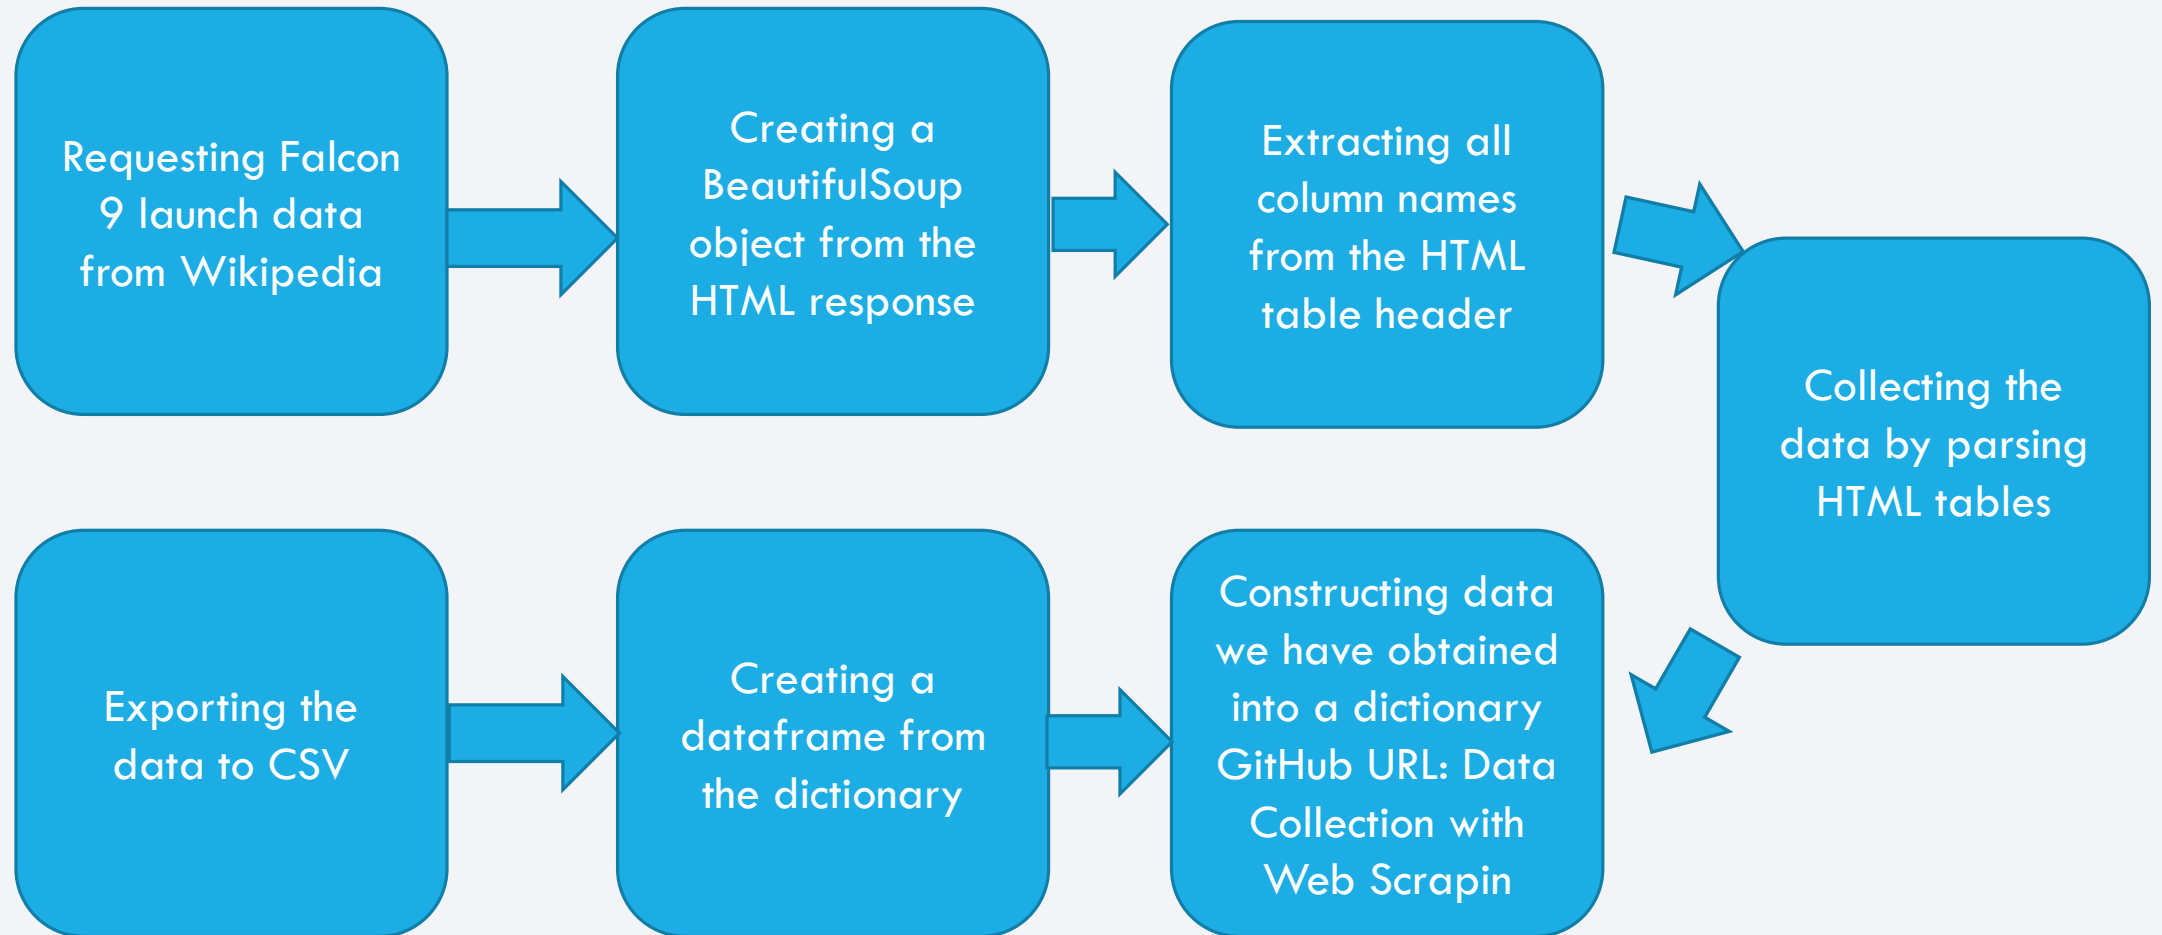 Requesting Falcon
9 launch data
from Wikipedia
Creating a
BeautifulSoup
object from the
HTML response
Extracting all
column names
from the HTML
table header
Collecting the
data by parsing
HTML tables
Constructing data
we have obtained
into a dictionary
GitHub URL: Data
Collection with
Web Scrapin
Creating a
dataframe from
the dictionary
Exporting the
data to CSV